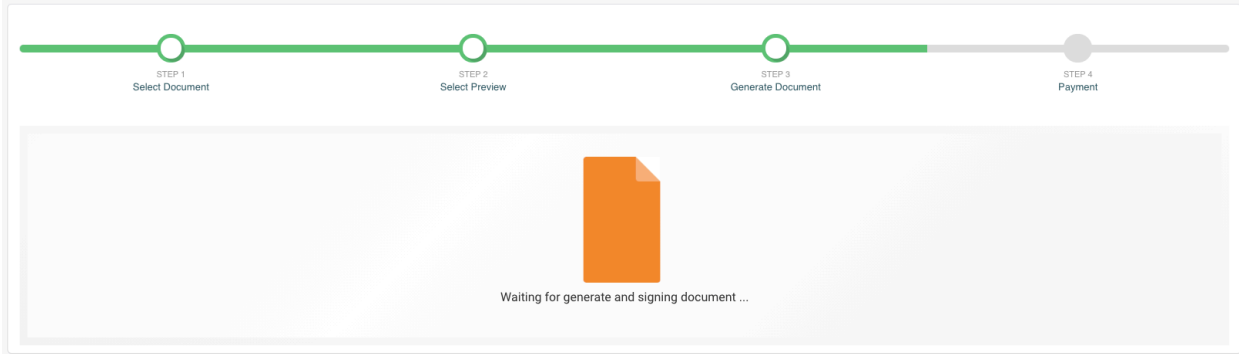 STEP 1
Select Document
STEP 2
Select Preview
STEP 3
Generate Document
STEP 4
Payment
Waiting for generate and signing document ...